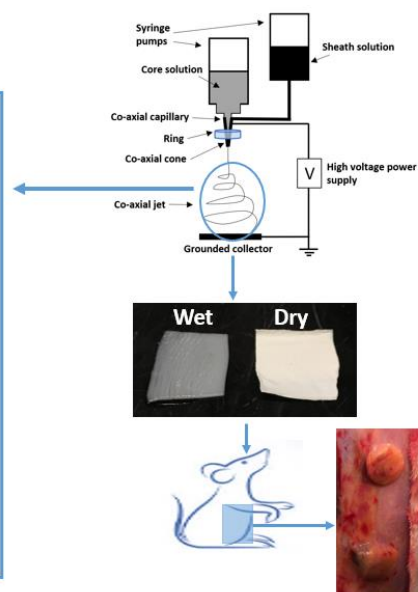 Syringe
pumps
Sheath solution
Core solution
Co-axial capillary
Ring
Co-axial cone
V
High voltage power
supply
Co-axial jet
Grounded collector
Wet
Dry